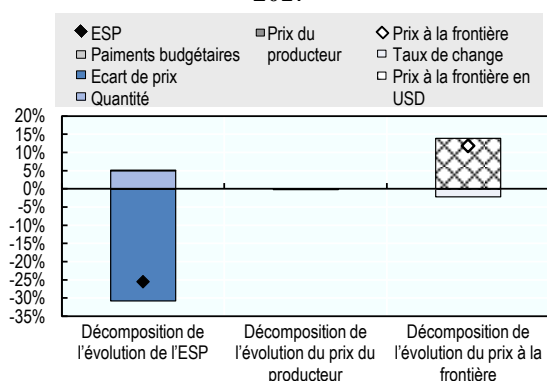 ESP
Paiments budgétaires
Ecart de prix
Quantité
Prix du
producteur
Prix à la frontière
Taux de change
Prix à la frontière en
USD
20%
15%
10%
5%
0%
-5%
-10%
-15%
-20%
-25%
-30%
-35%
Décomposition de
l'évolution de l'ESP
Décomposition de
l'évolution du prix du
producteur
Décomposition de
l'évolution du prix à la
frontière